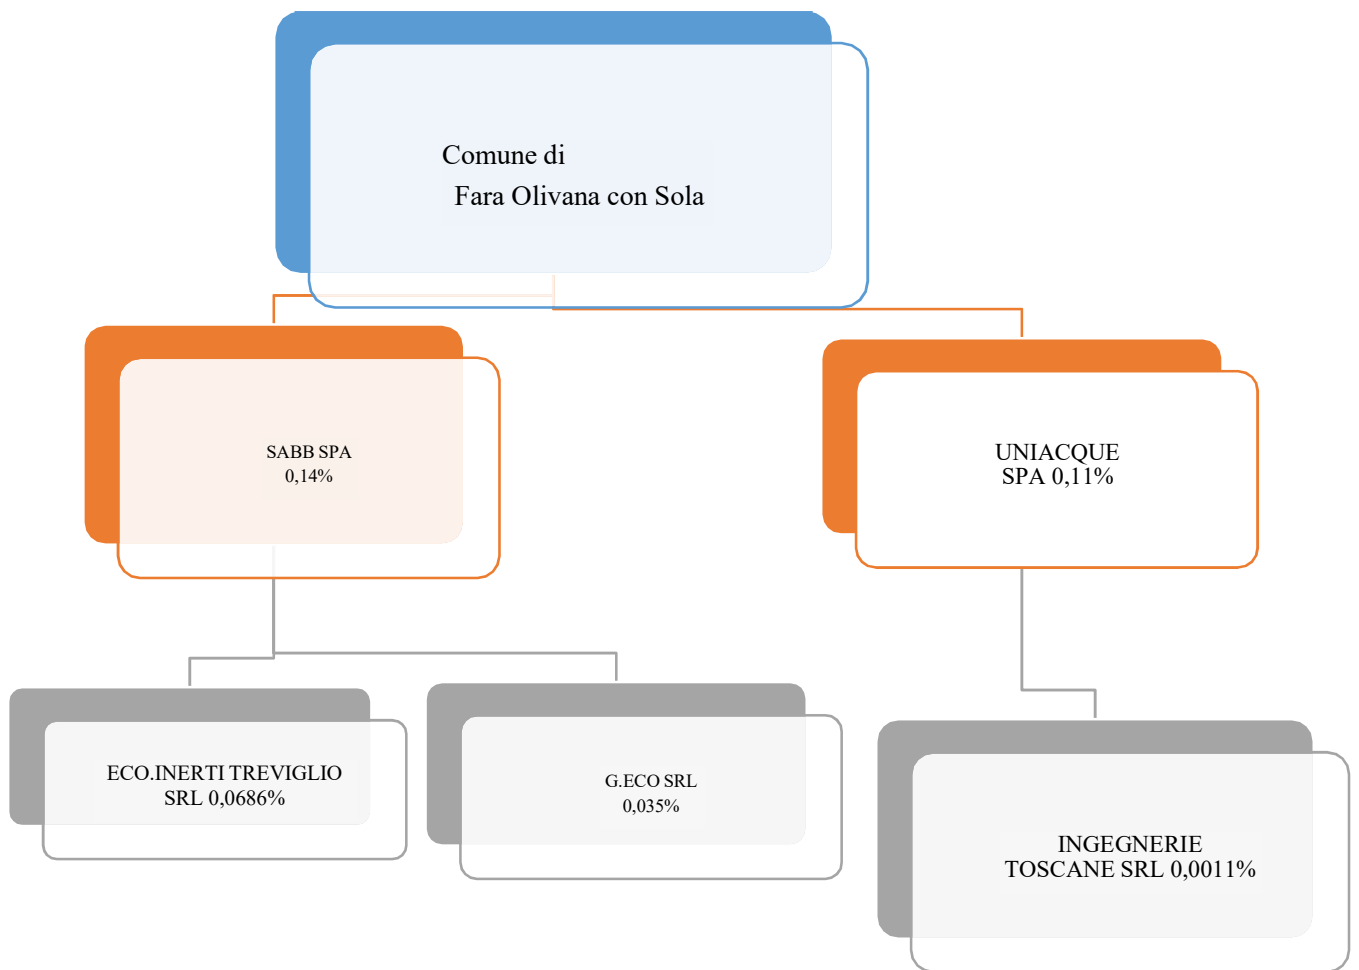 Comune di
Fara Olivana con Sola
SABB SPA
0,14%
UNIACQUE
SPA 0,11%
ECO.INERTI TREVIGLIO
SRL 0,0686%
G.ECO SRL
0,035%
INGEGNERIE
TOSCANE SRL 0,0011%